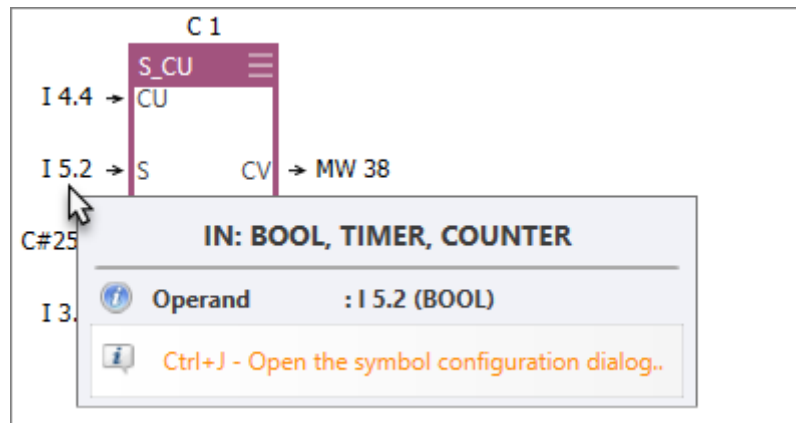 C 1
S_CU
I 4.4 → CU
I 5.2 → S CV → MW 38
C#25
IN: BOOL, TIMER, COUNTER
Operand : I 5.2 (BOOL)
I 3.
Ctrl+J - Open the symbol configuration dialog..